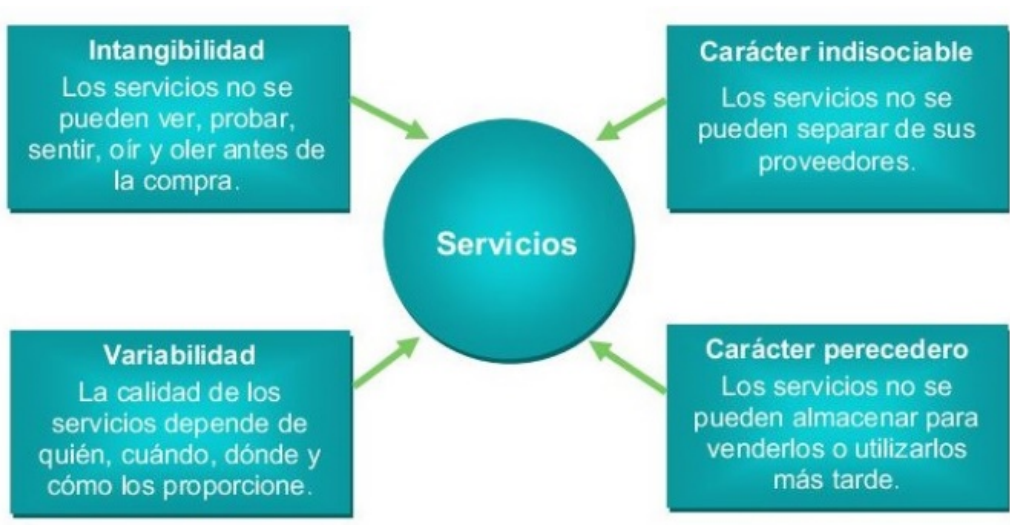 Intangibilidad
Los servicios no se
pueden ver, probar,
sentir, oír y oler antes de
la compra.
Carácter indisociable
Los servicios no se
pueden separar de sus
proveedores.
Servicios
Variabilidad
La calidad de los
servicios depende de
quién, cuándo, dónde y
cómo los proporcione.
Carácter perecedero
Los servicios no se
pueden almacenar para
venderlos o utilizarlos
más tarde.